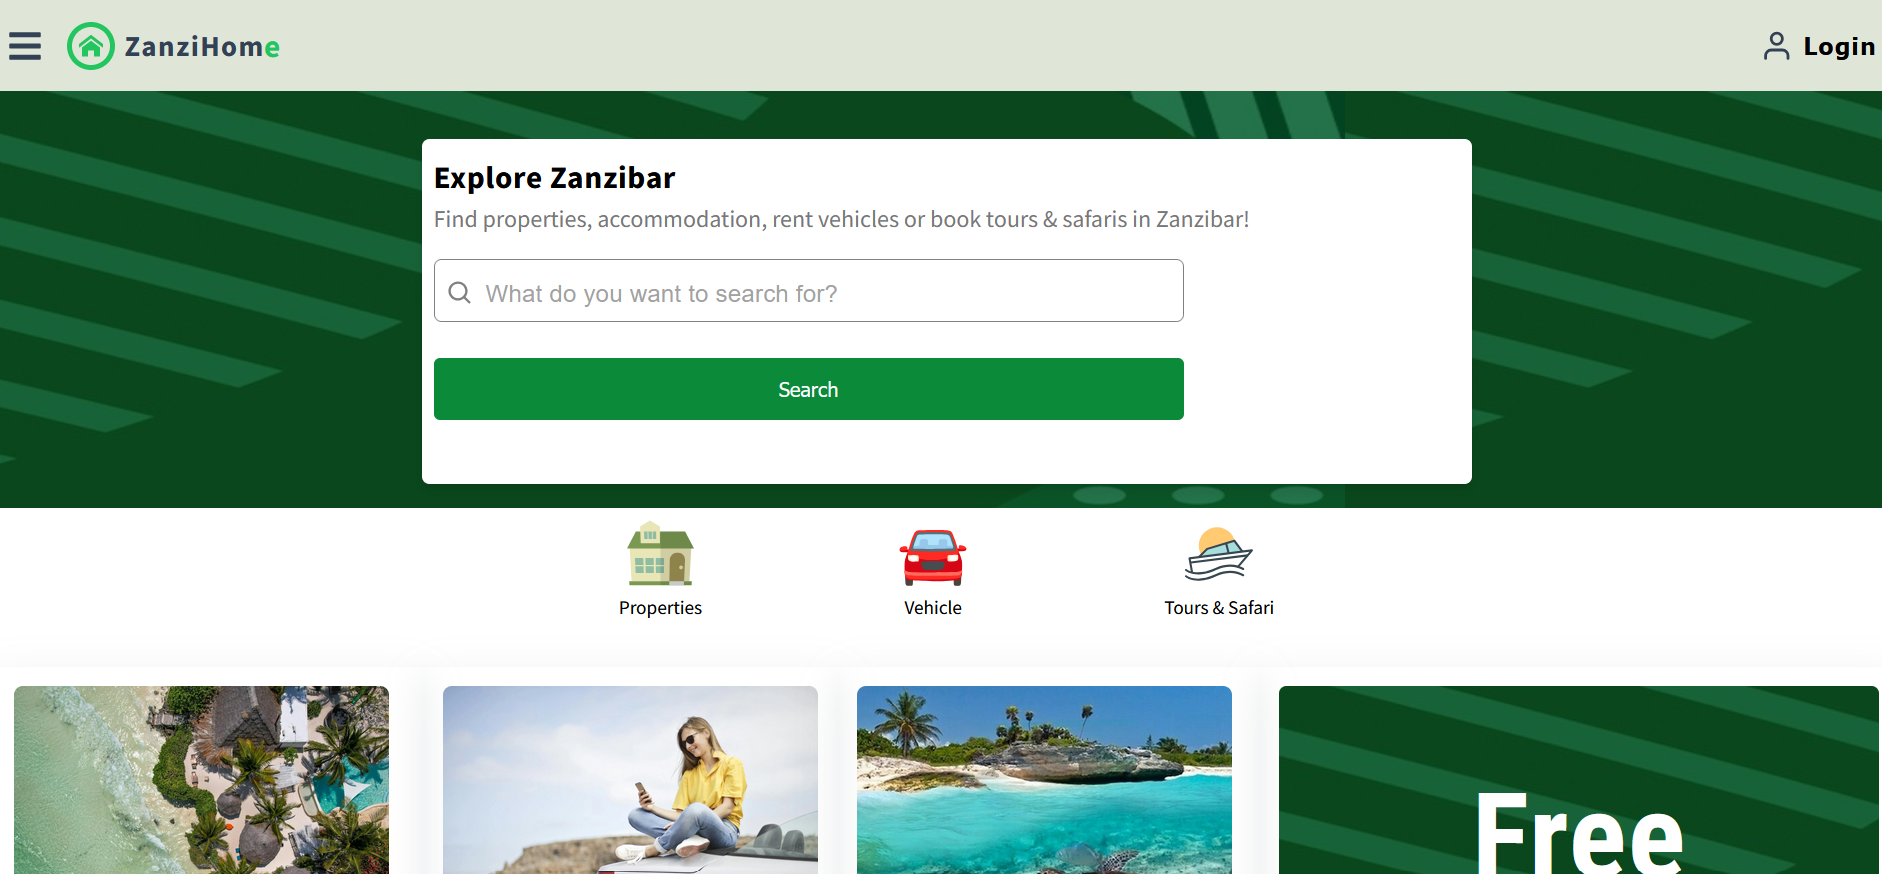 ZanziHome
Login
Explore Zanzibar
Find properties, accommodation, rent vehicles or book tours & safaris in Zanzibar!
What do you want to search for?
Search
Properties
Vehicle
Tours & Safari
Free